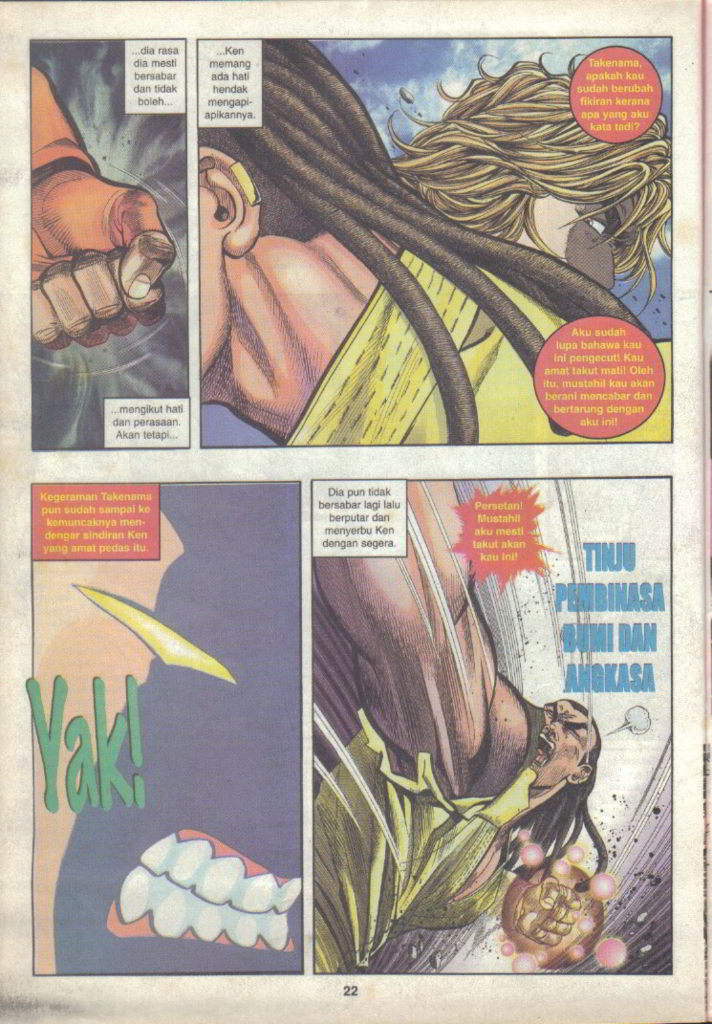 ...dia rasa
dia mesti
bersabar
dan tidak
boleh...
...mengikut hati
dan perasaan.
Akan tetapi...
...Ken
memang
ada hati
hendak
mengapi-
apikannya.
Takenama,
apakah kau
sudah berubah
fikiran kerana
apa yang aku
kata tadi?
Aku sudah
lupa bahawa kau
ini pengecut! Kau
amat takut mati! Oleh
itu, mustahil kau akan
berani mencabar dan
bertarung dengan
aku ini!
Kegeraman Takenama
pun sudah sampai ke
kemuncaknya men-
dengar sindiran Ken
yang amat pedas itu.
Yak!
Dia pun tidak
bersabar lagi lalu
berputar dan
menyerbu Ken
dengan segera.
Persetan!
Mustahil
aku mesti
takut akan
kau ini!
TINJU
PEMBINASA
BUMI DAN
ANGKASA
22